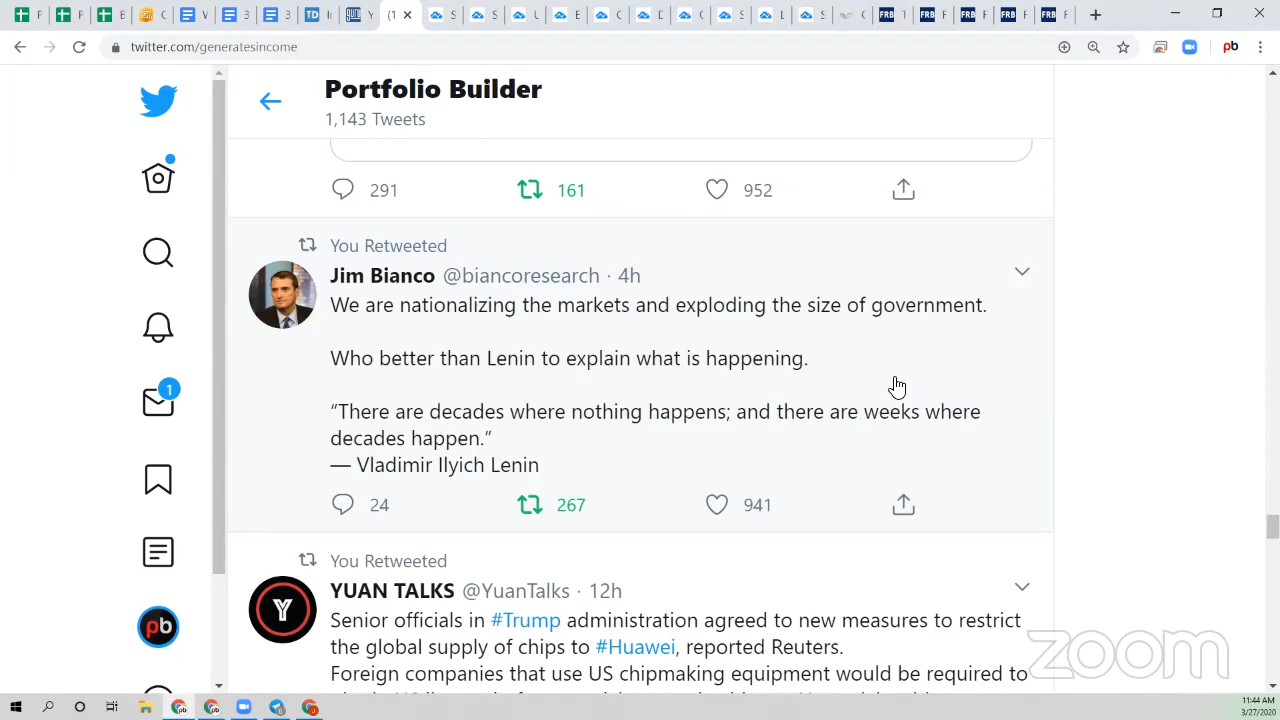 twitter.com/generatesincome
pb
Portfolio Builder
1,143 Tweets
291 161 952
You Retweeted
Jim Bianco @biancoresearch · 4h
We are nationalizing the markets and exploding the size of government.
Who better than Lenin to explain what is happening.
“There are decades where nothing happens; and there are weeks where
decades happen.”
— Vladimir Ilyich Lenin
24 267 941
1
You Retweeted
YUAN TALKS @YuanTalks · 12h
Senior officials in #Trump administration agreed to new measures to restrict
the global supply of chips to #Huawei, reported Reuters.
Foreign companies that use US chipmaking equipment would be required to
pb
zoom
11:44 AM
3/27/2020